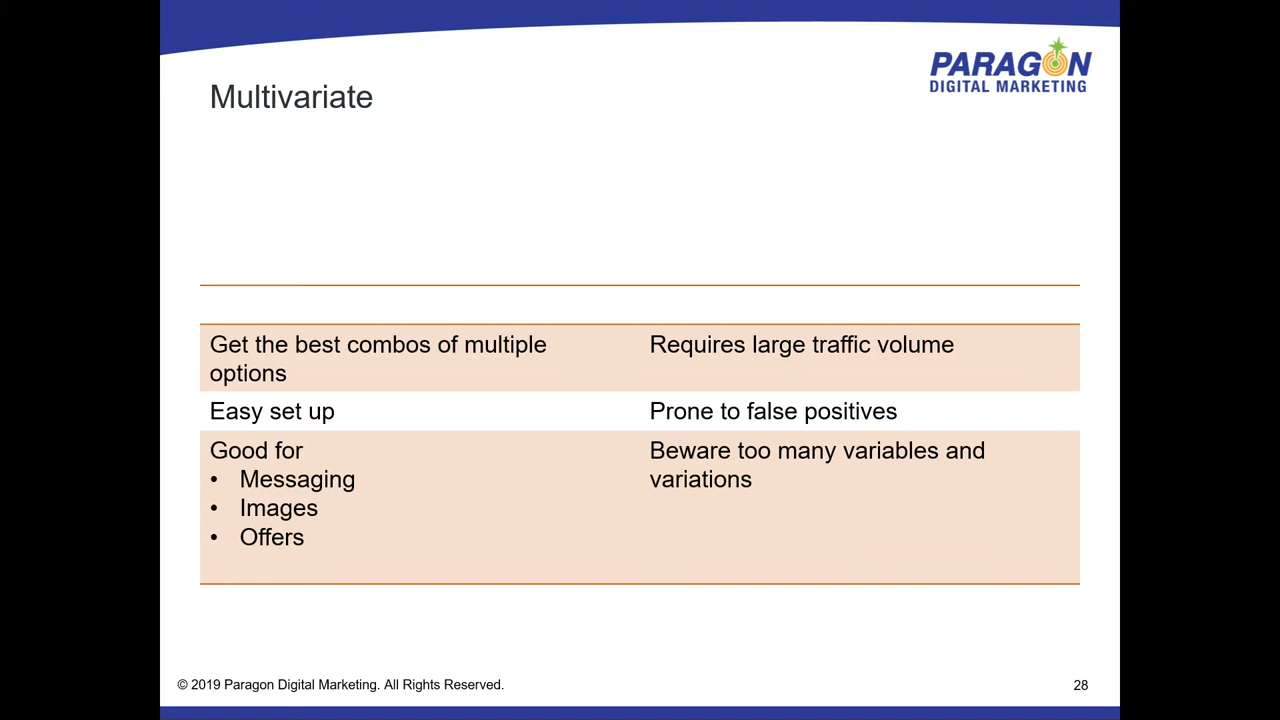 PARAGON
DIGITAL MARKETING
Multivariate
Get the best combos of multiple
options
Requires large traffic volume
Easy set up
Prone to false positives
Good for
• Messaging
• Images
• Offers
Beware too many variables and
variations
© 2019 Paragon Digital Marketing. All Rights Reserved.
28